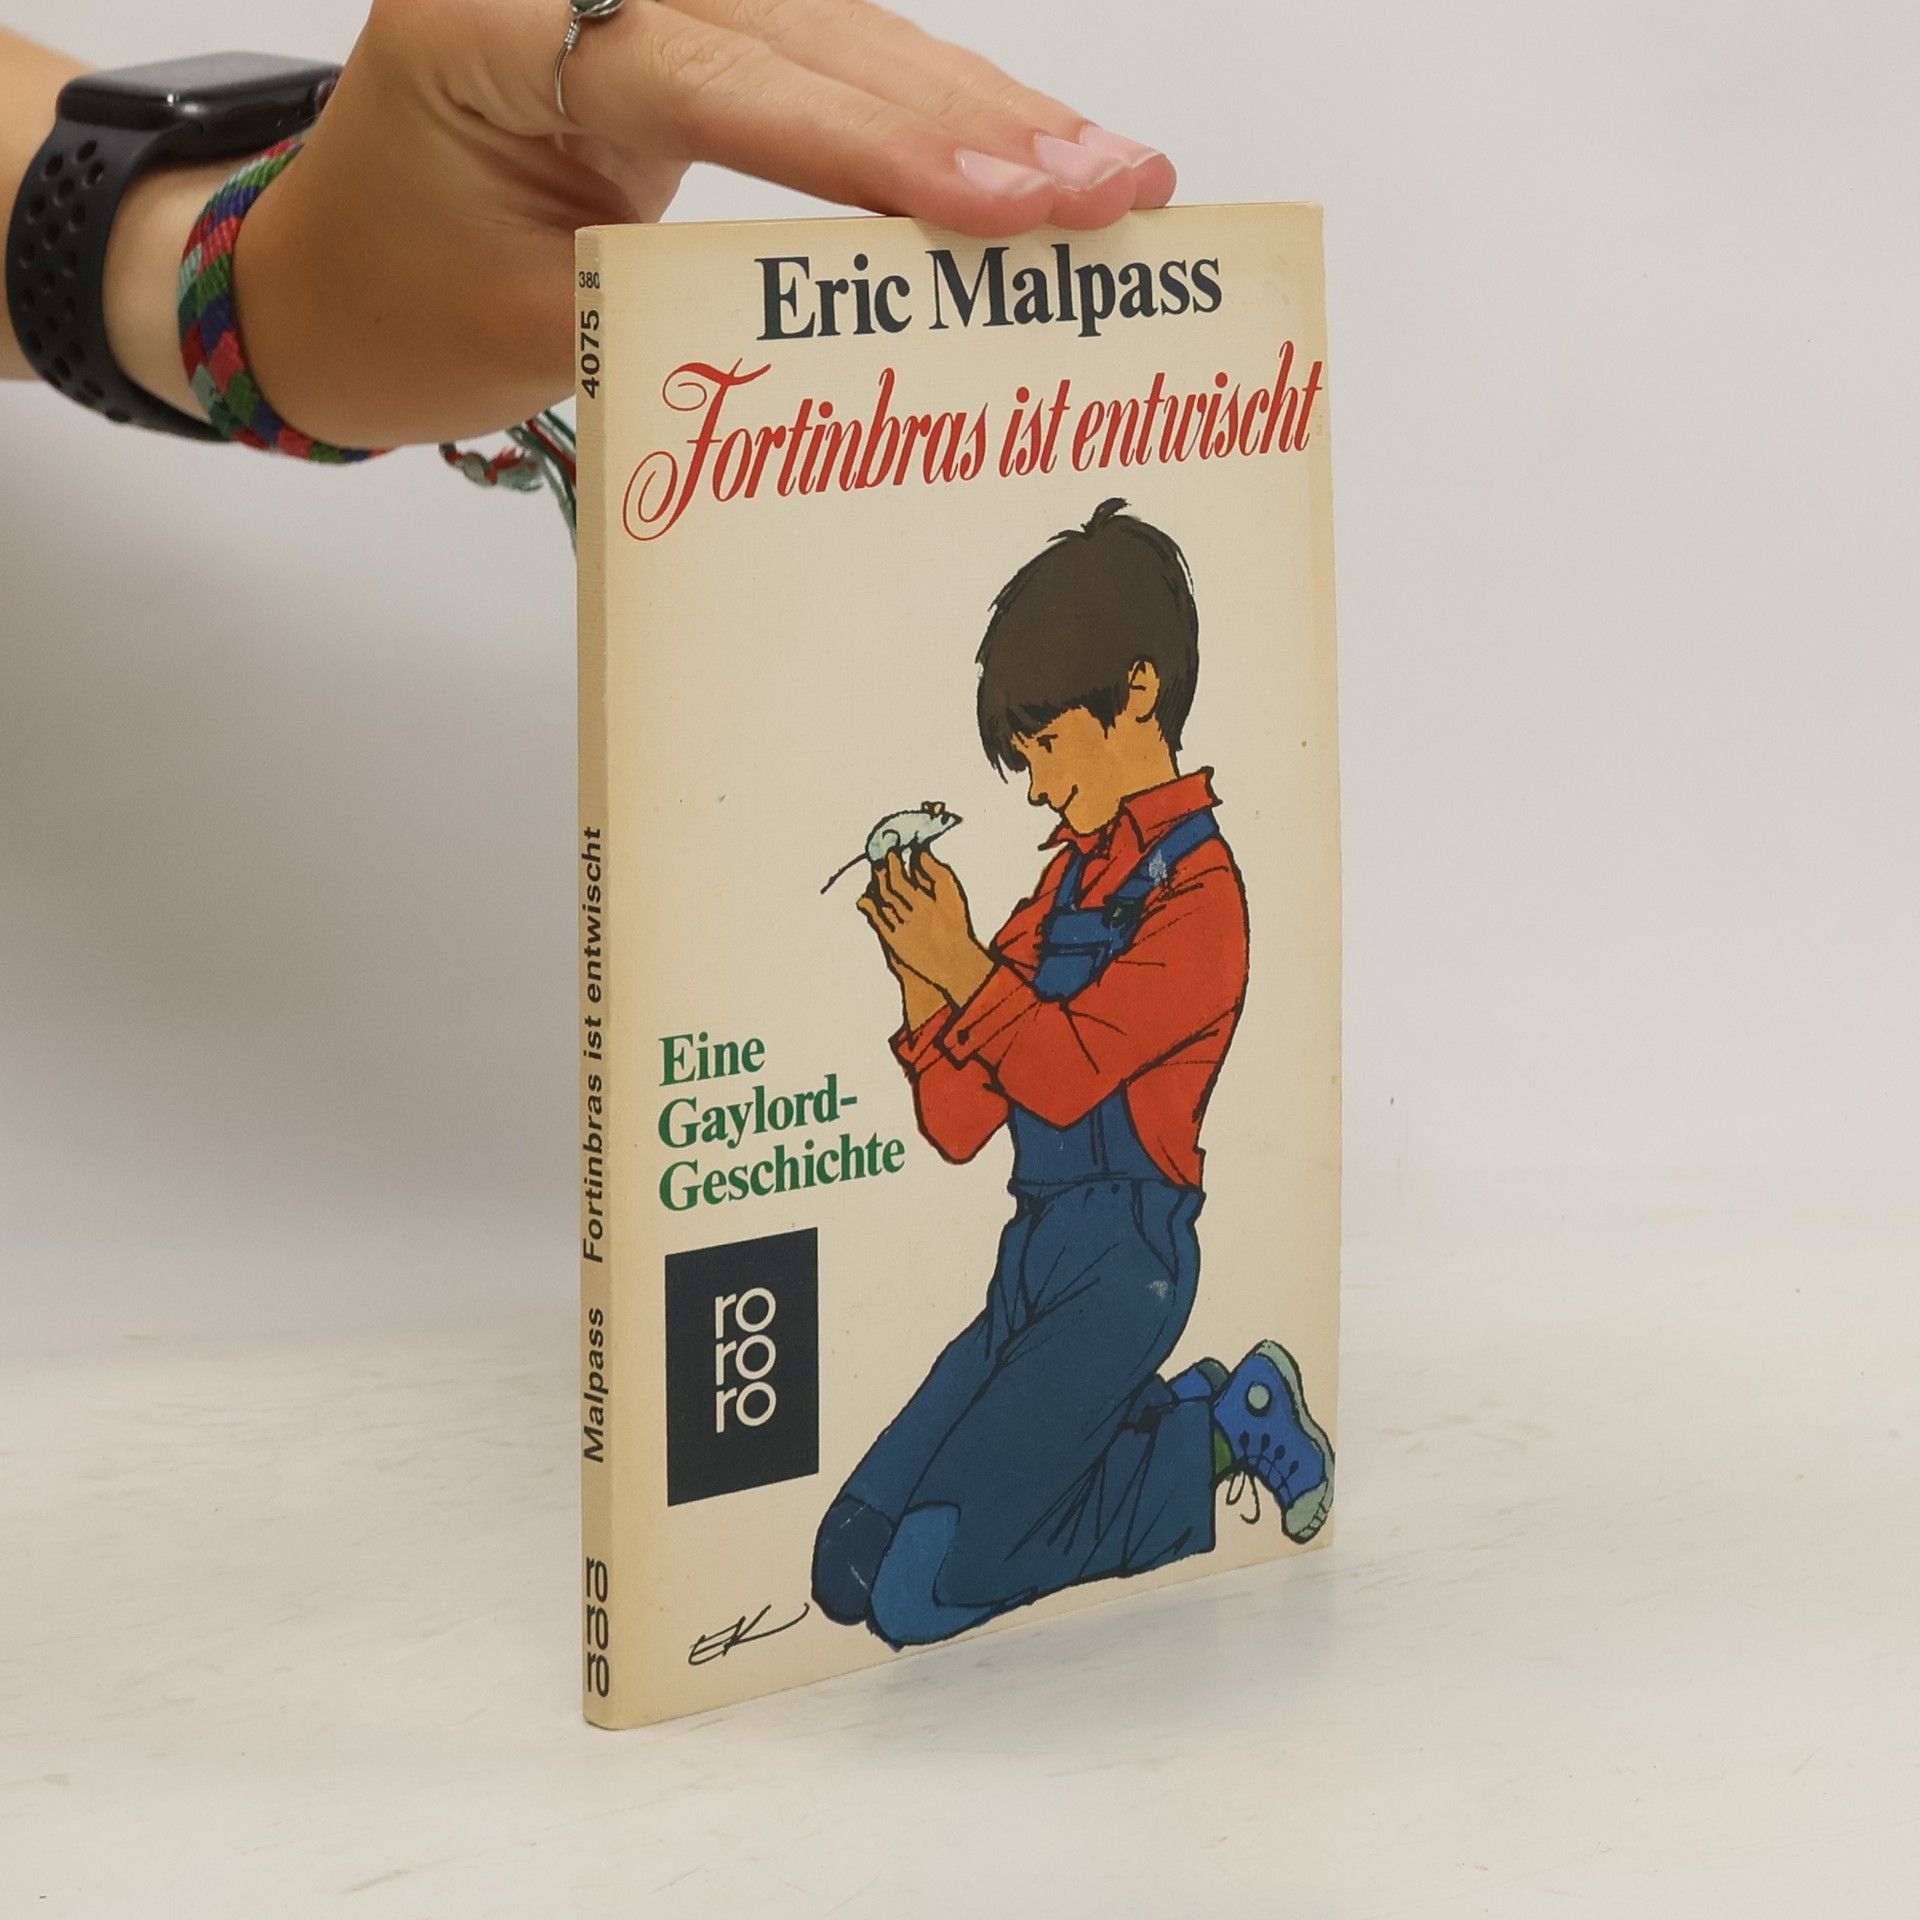 Eric Malpass
Fortinbras ist entwischt
Eine
Gaylord-
Geschichte
ro
ro
ro
EK
380
4075
Malpass Fortinbras ist entwischt
ro
ro
ro